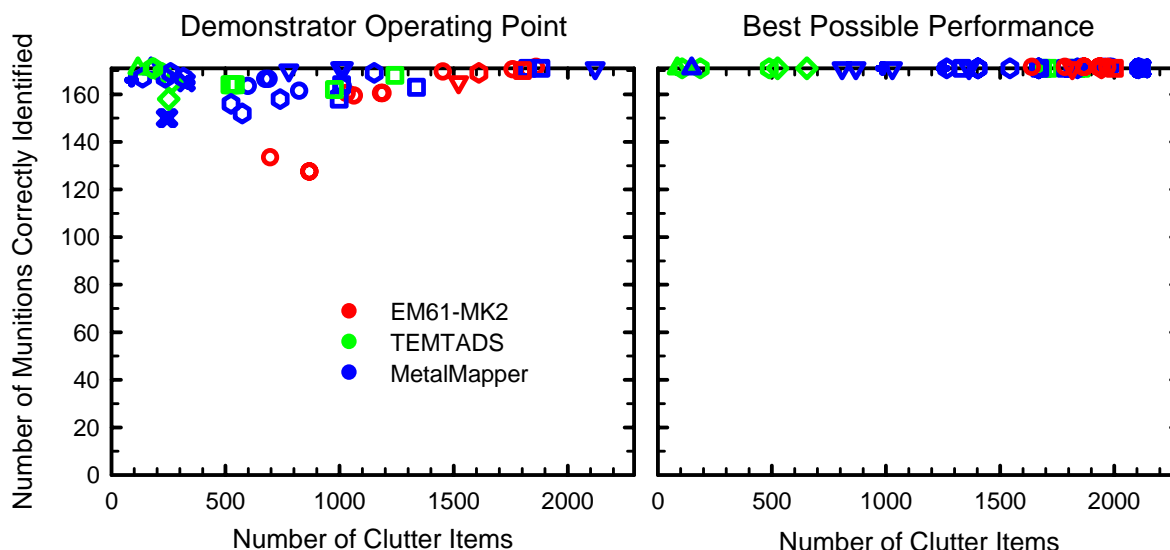 Demonstrator Operating Point
Best Possible Performance
Number of Munitions Correctly Identified
160
140
120
100
80
60
40
20
0
EM61-MK2
TEMTADS
MetalMapper
0 500 1000 1500 2000
0 500 1000 1500 2000
Number of Clutter Items
Number of Clutter Items